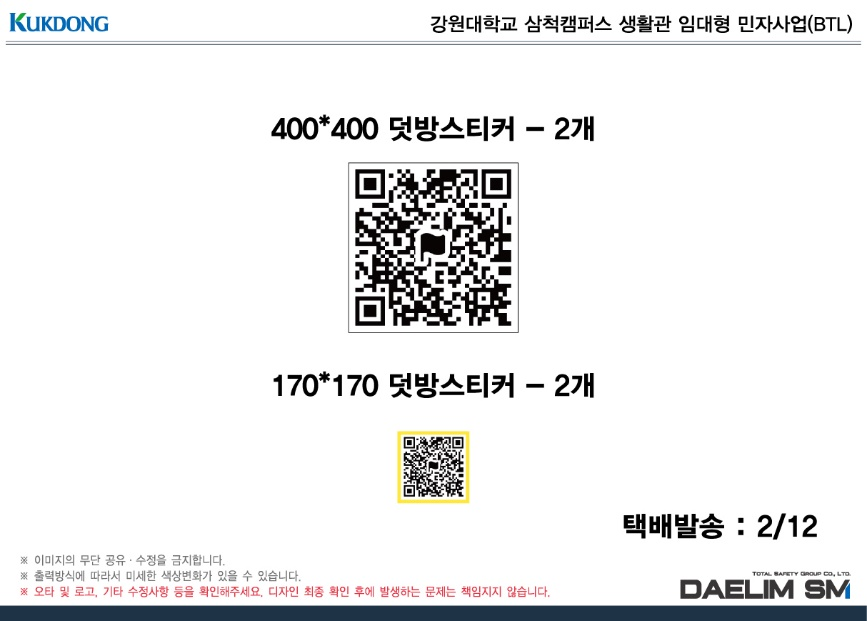 KUKDONG
강원대학교 삼척캠퍼스 생활관 임대형 민자사업(BTL)
400*400 덧방스티커 – 2개
170*170 덧방스티커 – 2개
택배발송 : 2/12
※ 이미지의 무단 공유 · 수정을 금지합니다.
※ 출력방식에 따라서 미세한 색상변화가 있을 수 있습니다.
※ 오타 및 로고, 기타 수정사항 등을 확인해주세요. 디자인 최종 확인 후에 발생하는 문제는 책임지지 않습니다.
TOTAL SAFETY GROUP CO., LTD.
DAELIM SM